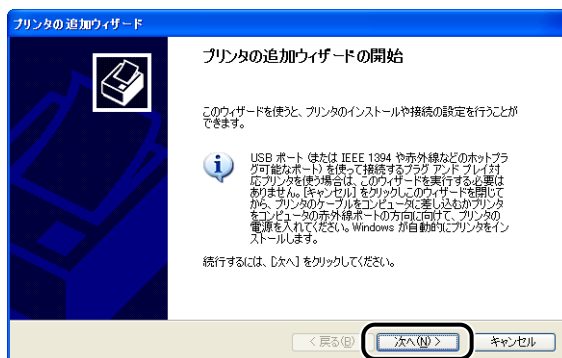 プリンタの追加ウィザード
プリンタの追加ウィザードの開始
このウィザードを使うと、プリンタのインストールや接続の設定を行うことが
できます。
USB ポート (または IEEE 1394 や赤外線などのホットプラ
グ可能なポート) を使って接続するプラグ アンド プレイ対
応プリンタを使う場合は、このウィザードを実行する必要は
ありません。[キャンセル] をクリックしこのウィザードを閉じて
から、プリンタのケーブルをコンピュータに差し込むかプリンタ
をコンピュータの赤外線ポートの方向に向けて、プリンタの
電源を入れてください。Windows が自動的にプリンタをイン
ストールします。
続行するには、[次へ] をクリックしてください。
< 戻る(B)
次へ(N) >
キャンセル